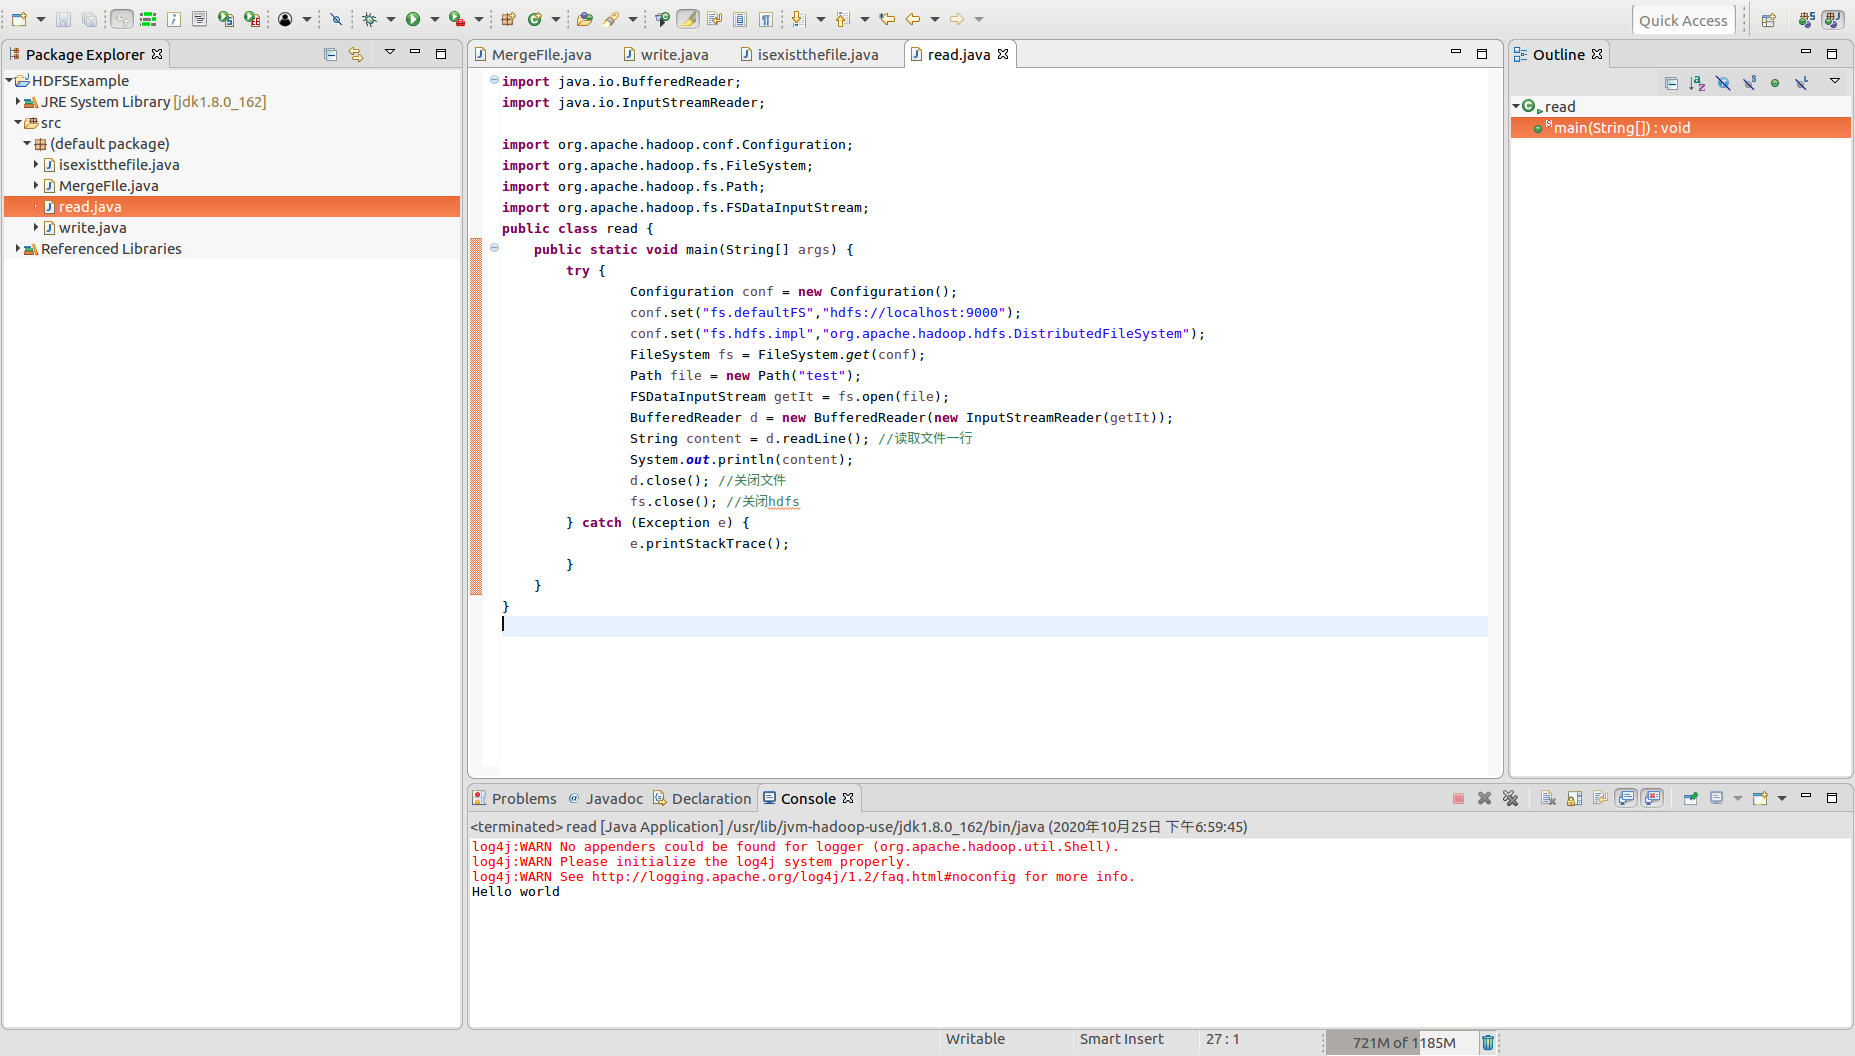 Quick Access
Package Explorer
HDFSExample
JRE System Library [jdk1.8.0_162]
src
(default package)
isexistthefile.java
MergeFIle.java
read.java
write.java
Referenced Libraries
MergeFIle.java
write.java
isexistthefile.java
read.java
import java.io.BufferedReader;
import java.io.InputStreamReader;
import org.apache.hadoop.conf.Configuration;
import org.apache.hadoop.fs.FileSystem;
import org.apache.hadoop.fs.Path;
import org.apache.hadoop.fs.FSDataInputStream;
public class read {
public static void main(String[] args) {
try {
Configuration conf = new Configuration();
conf.set("fs.defaultFS","hdfs://localhost:9000");
conf.set("fs.hdfs.impl","org.apache.hadoop.hdfs.DistributedFileSystem");
FileSystem fs = FileSystem.get(conf);
Path file = new Path("test");
FSDataInputStream getIt = fs.open(file);
BufferedReader d = new BufferedReader(new InputStreamReader(getIt));
String content = d.readLine(); //读取文件一行
System.out.println(content);
d.close(); //关闭文件
fs.close(); //关闭hdfs
} catch (Exception e) {
e.printStackTrace();
}
}
}
Outline
read
main(String[]) : void
Problems
Javadoc
Declaration
Console
<terminated> read [Java Application] /usr/lib/jvm-hadoop-use/jdk1.8.0_162/bin/java (2020年10月25日 下午6:59:45)
log4j:WARN No appenders could be found for logger (org.apache.hadoop.util.Shell).
log4j:WARN Please initialize the log4j system properly.
log4j:WARN See http://logging.apache.org/log4j/1.2/faq.html#noconfig for more info.
Hello world
Writable
Smart Insert
27 : 1
721M of 1185M